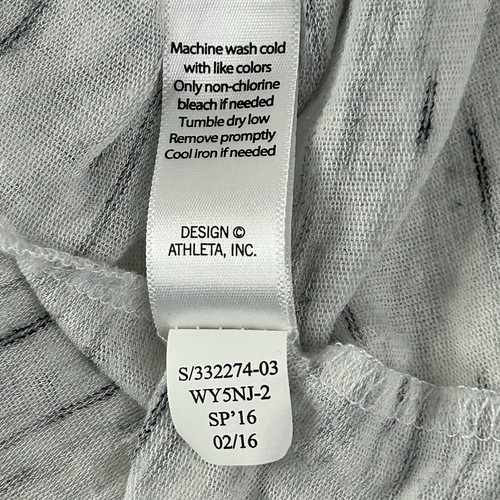 Machine wash cold
with like colors
Only non-chlorine
bleach if needed
Tumble dry low
Remove promptly
Cool iron if needed
DESIGN ©
ATHLETA, INC.
S/332274-03
WY5NJ-2
SP'16
02/16